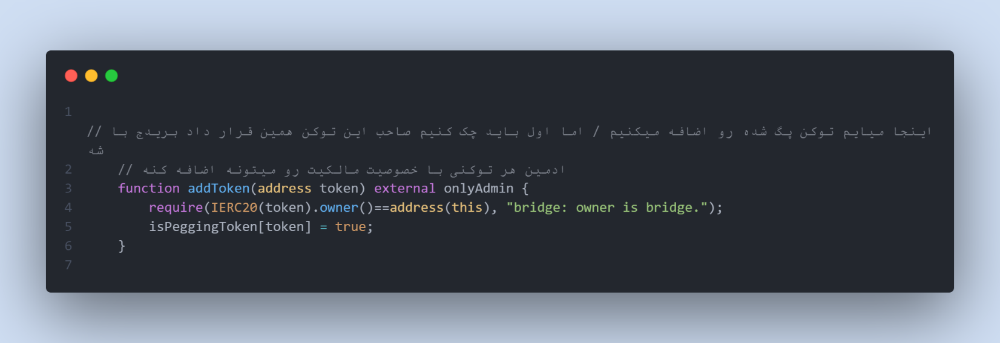 1
// اینجا میایم توکن پگ شده رو اضافه میکنیم / اما اول باید چک کنیم صاحب این توکن همین قرار داد بریدج با
شه
2 // ادمین هر توکنی با خصوصیت مالکیت رو میتونه اضافه کنه
3 function addToken(address token) external onlyAdmin {
4 require(IERC20(token).owner()==address(this), "bridge: owner is bridge.");
5 isPeggingToken[token] = true;
6 }
7